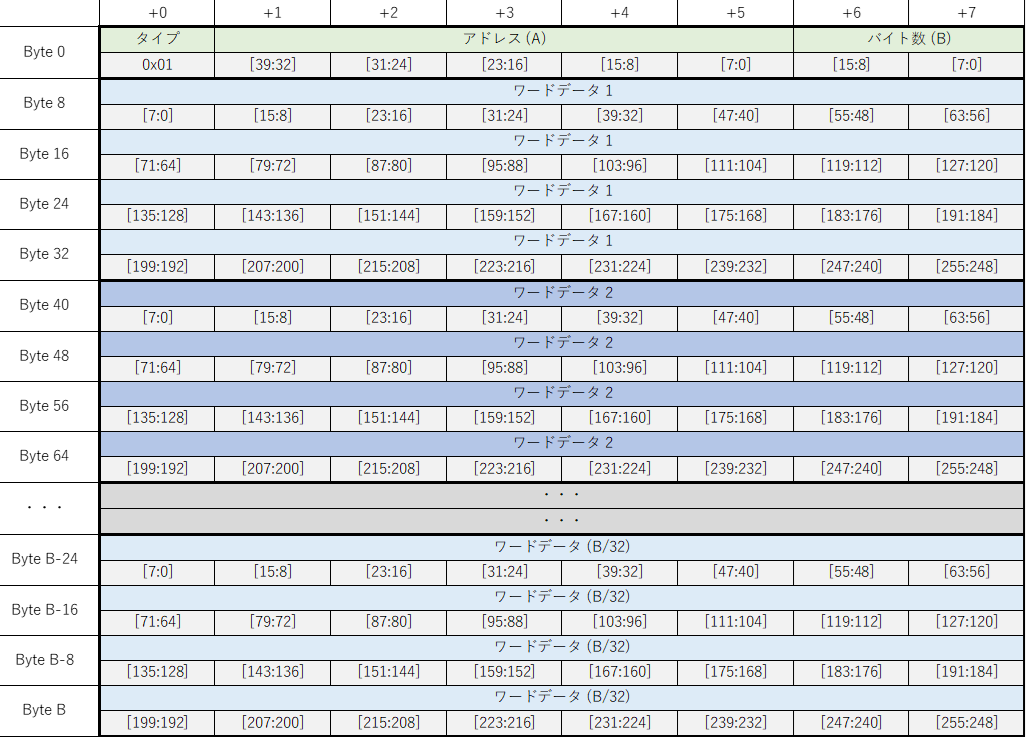 +0 +1 +2 +3 +4 +5 +6 +7
Byte 0
タイプ アドレス (A) バイト数 (B)
0x01 [39:32] [31:24] [23:16] [15:8] [7:0] [15:8] [7:0]
Byte 8
ワードデータ 1
[7:0] [15:8] [23:16] [31:24] [39:32] [47:40] [55:48] [63:56]
Byte 16
ワードデータ 1
[71:64] [79:72] [87:80] [95:88] [103:96] [111:104] [119:112] [127:120]
Byte 24
ワードデータ 1
[135:128] [143:136] [151:144] [159:152] [167:160] [175:168] [183:176] [191:184]
Byte 32
ワードデータ 1
[199:192] [207:200] [215:208] [223:216] [231:224] [239:232] [247:240] [255:248]
Byte 40
ワードデータ 2
[7:0] [15:8] [23:16] [31:24] [39:32] [47:40] [55:48] [63:56]
Byte 48
ワードデータ 2
[71:64] [79:72] [87:80] [95:88] [103:96] [111:104] [119:112] [127:120]
Byte 56
ワードデータ 2
[135:128] [143:136] [151:144] [159:152] [167:160] [175:168] [183:176] [191:184]
Byte 64
ワードデータ 2
[199:192] [207:200] [215:208] [223:216] [231:224] [239:232] [247:240] [255:248]
・・・
・・・
・・・
Byte B-24
ワードデータ (B/32)
[7:0] [15:8] [23:16] [31:24] [39:32] [47:40] [55:48] [63:56]
Byte B-16
ワードデータ (B/32)
[71:64] [79:72] [87:80] [95:88] [103:96] [111:104] [119:112] [127:120]
Byte B-8
ワードデータ (B/32)
[135:128] [143:136] [151:144] [159:152] [167:160] [175:168] [183:176] [191:184]
Byte B
ワードデータ (B/32)
[199:192] [207:200] [215:208] [223:216] [231:224] [239:232] [247:240] [255:248]